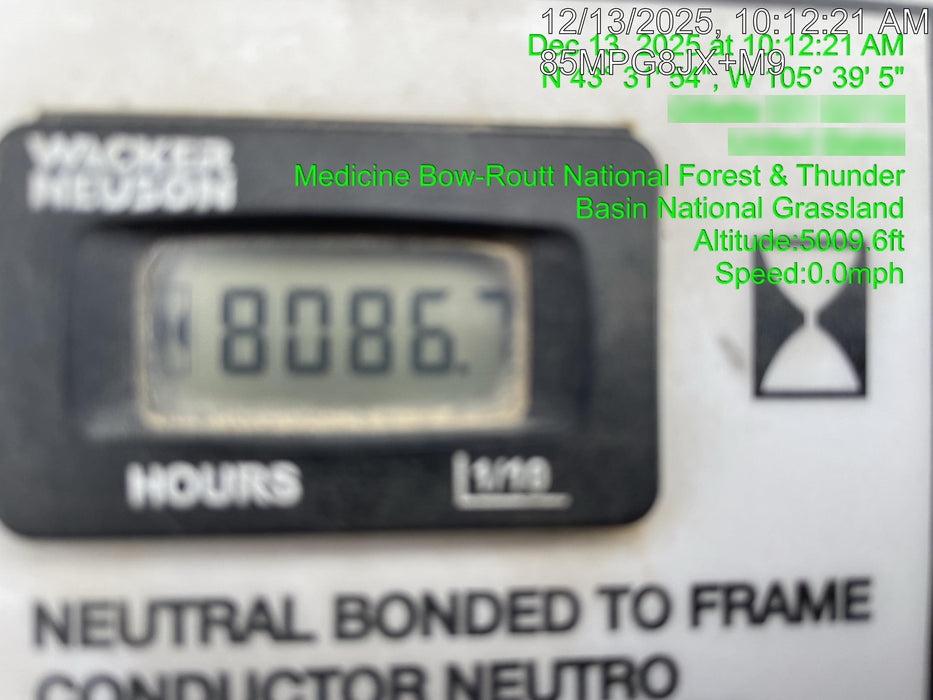 12/13/2025, 10:12:21 AM
Dec 13, 2025 at 10:12:21 AM
85MPG8JX+M9
N 43° 31' 54", W 105° 39' 5"
Medicine Bow-Routt National Forest & Thunder
Basin National Grassland
Altitude:5009.6ft
Speed:0.0mph
WACKER
NEUSON
8086.7
HOURS
1/10
NEUTRAL BONDED TO FRAME
CONDUCTOR NEUTRO